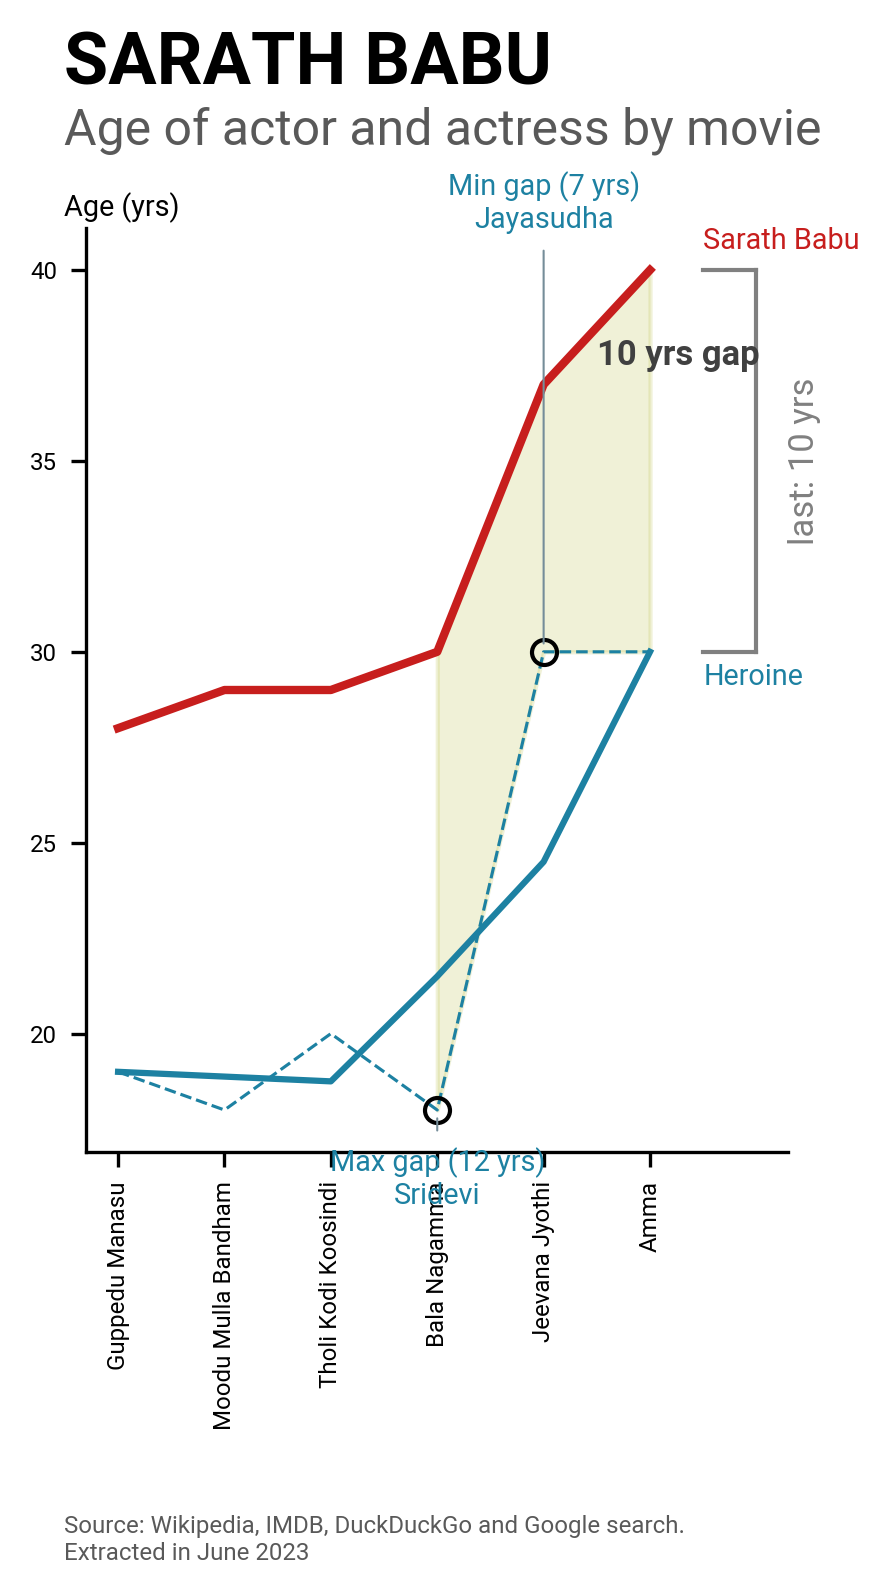 SARATH BABU
Age of actor and actress by movie
Min gap (7 yrs)
Jayasudha
Age (yrs)
Sarath Babu
40
10 yrs gap
last: 10 yrs
35
30
Heroine
25
20
Max gap (12 yrs)
Sridevi
Guppedu Manasu
Moodu Mulla Bandham
Tholi Kodi Koosindi
Bala Nagamma
Jeevana Jyothi
Amma
Source: Wikipedia, IMDB, DuckDuckGo and Google search.
Extracted in June 2023